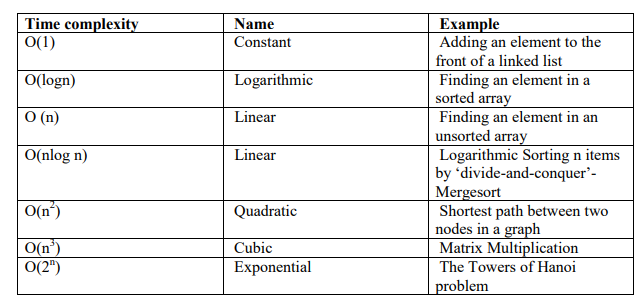 Time complexity Name Example
O(1) Constant Adding an element to the
front of a linked list
O(logn) Logarithmic Finding an element in a
sorted array
O (n) Linear Finding an element in an
unsorted array
O(nlog n) Linear Logarithmic Sorting n items
by ‘divide-and-conquer’-
Mergesort
O(n²) Quadratic Shortest path between two
nodes in a graph
O(n³) Cubic Matrix Multiplication
O(2ⁿ) Exponential The Towers of Hanoi
problem